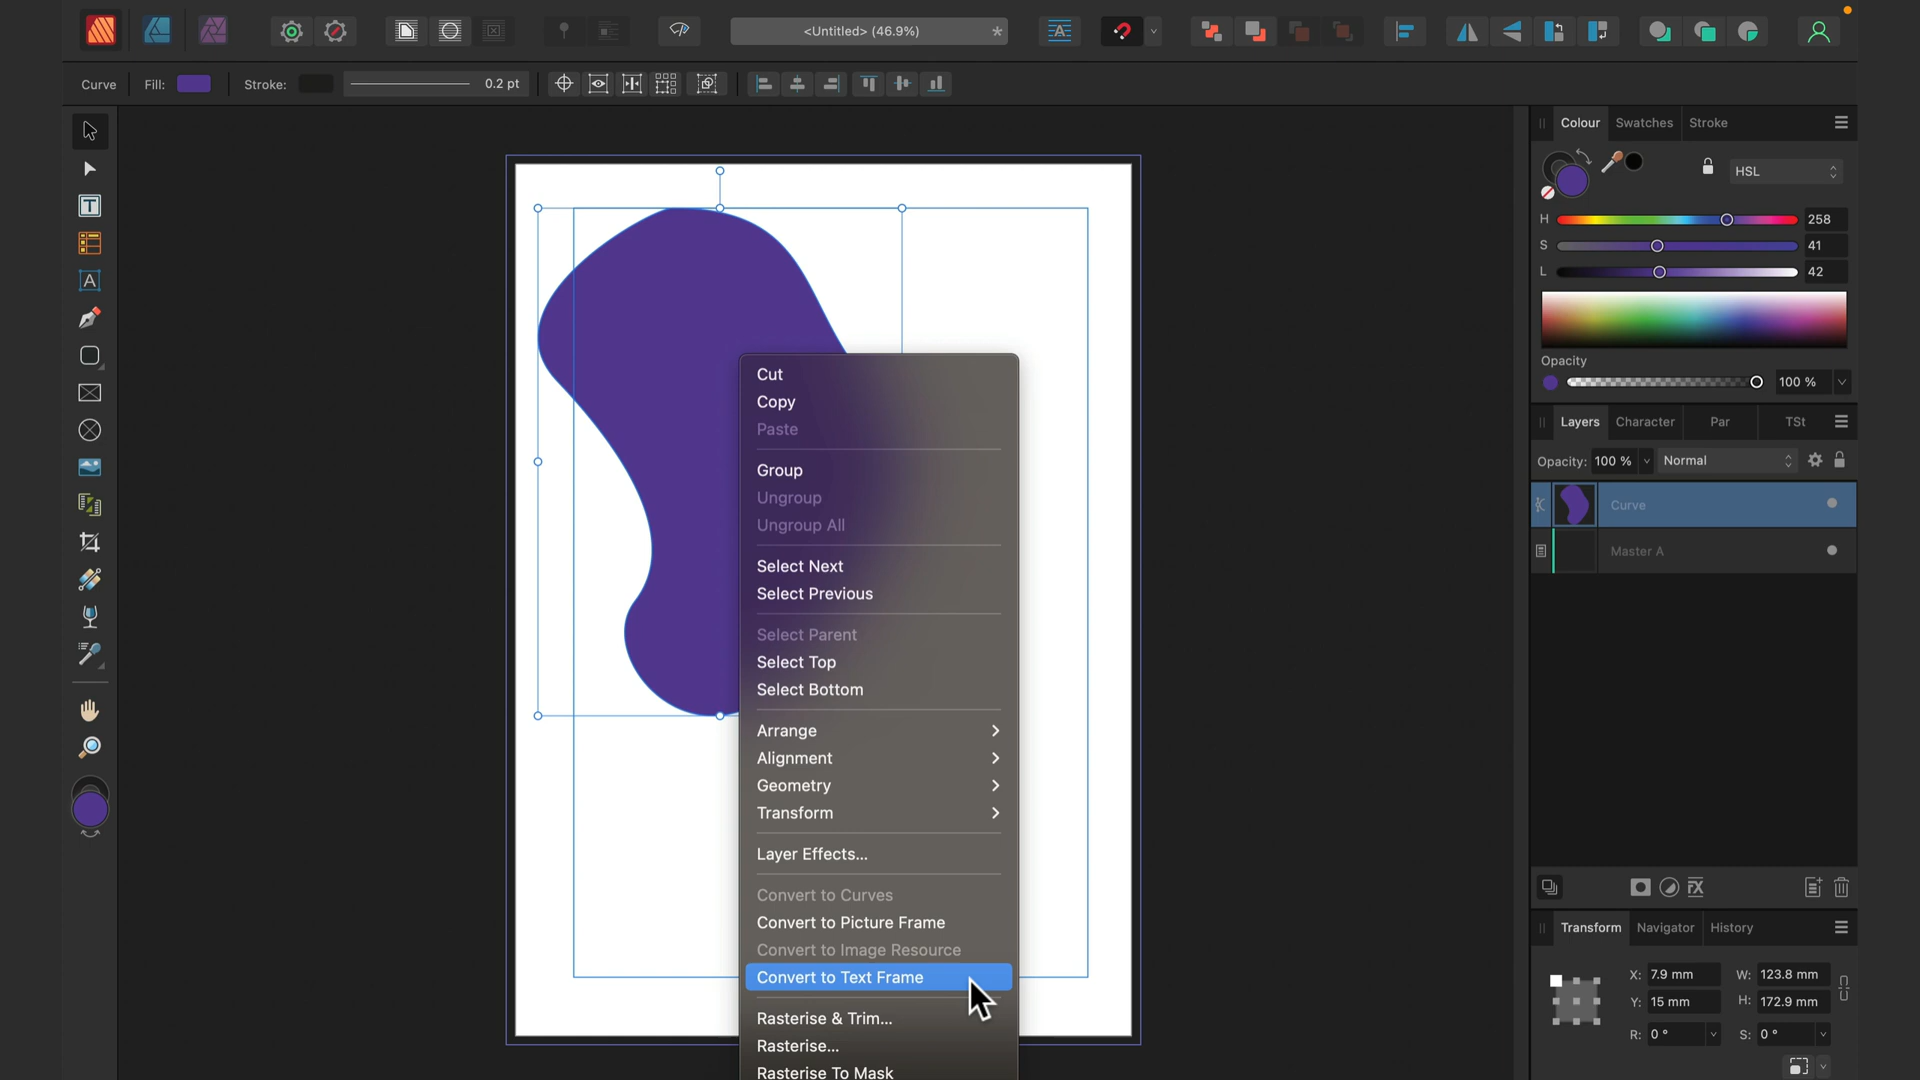 <Untitled> (46.9%)
*
Curve
Fill:
Stroke:
0.2 pt
Colour
Swatches
Stroke
HSL
H
258
S
41
L
42
Opacity
100 %
Layers
Character
Par
TSt
Opacity:
100 %
Normal
Curve
Master A
Cut
Copy
Paste
Group
Ungroup
Ungroup All
Select Next
Select Previous
Select Parent
Select Top
Select Bottom
Arrange
Alignment
Geometry
Transform
Layer Effects...
Convert to Curves
Convert to Picture Frame
Convert to Image Resource
Convert to Text Frame
Rasterise & Trim...
Rasterise...
Rasterise To Mask
Transform
Navigator
History
X: 7.9 mm
W: 123.8 mm
Y: 15 mm
H: 172.9 mm
R: 0 °
S: 0 °